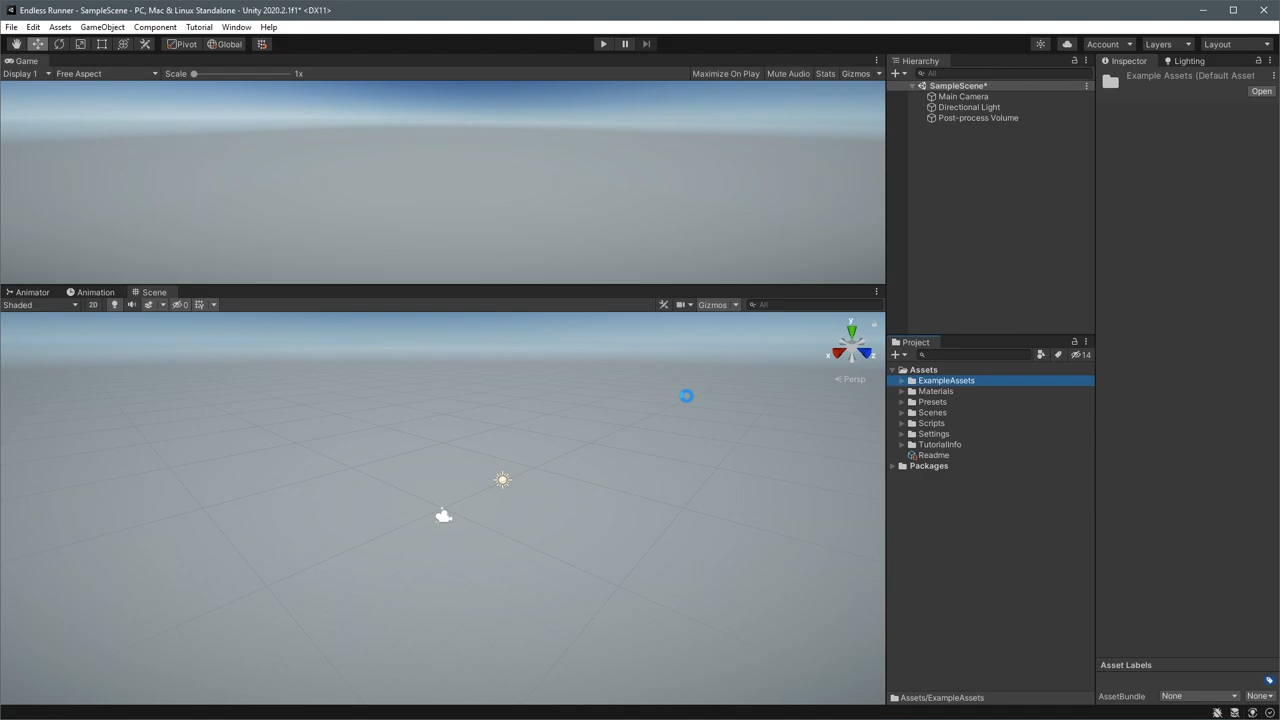 Endless Runner - SampleScene - PC, Mac & Linux Standalone - Unity 2020.2.1f1* <DX11>
File Edit Assets GameObject Component Tutorial Window Help
Pivot Global Account Layers Layout
Game
Display 1 Free Aspect Scale 1x Maximize On Play Mute Audio Stats Gizmos
Hierarchy
All
SampleScene*
Main Camera
Directional Light
Post-process Volume
Inspector Lighting
Example Assets (Default Asset
Open
Animator Animation Scene
Shaded 2D 0 Gizmos All
y
x z
Persp
Project
14
Assets
ExampleAssets
Materials
Presets
Scenes
Scripts
Settings
TutorialInfo
Readme
Packages
Assets/ExampleAssets
Asset Labels
AssetBundle None None